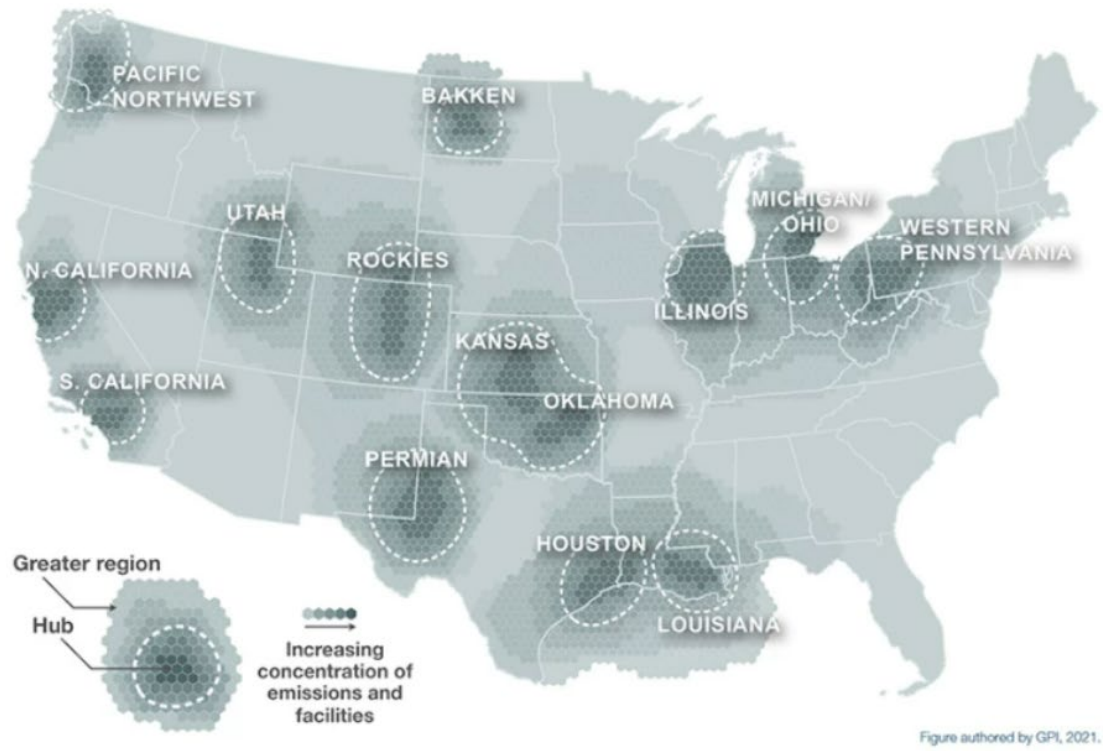 PACIFIC
NORTHWEST
BAKKEN
UTAH
ROCKIES
N. CALIFORNIA
S. CALIFORNIA
MICHIGAN/
OHIO
WESTERN
PENNSYLVANIA
ILLINOIS
KANSAS
OKLAHOMA
PERMIAN
HOUSTON
LOUISIANA
Greater region
Hub
Increasing
concentration of
emissions and
facilities
Figure authored by GPI, 2021.